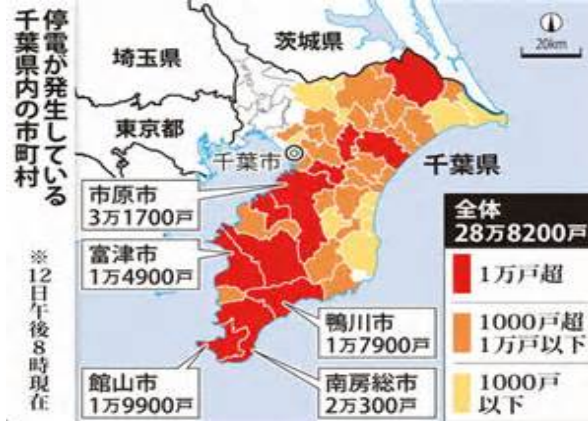 停電が発生している
千葉県内の市町村
※12日午後8時現在
茨城県
埼玉県
東京都
20km
千葉市
千葉県
市原市
3万1700戸
富津市
1万4900戸
鴨川市
1万7900戸
館山市
1万9900戸
南房総市
2万300戸
全体
28万8200戸
1万戸超
1000戸超
1万戸以下
1000戸
以下